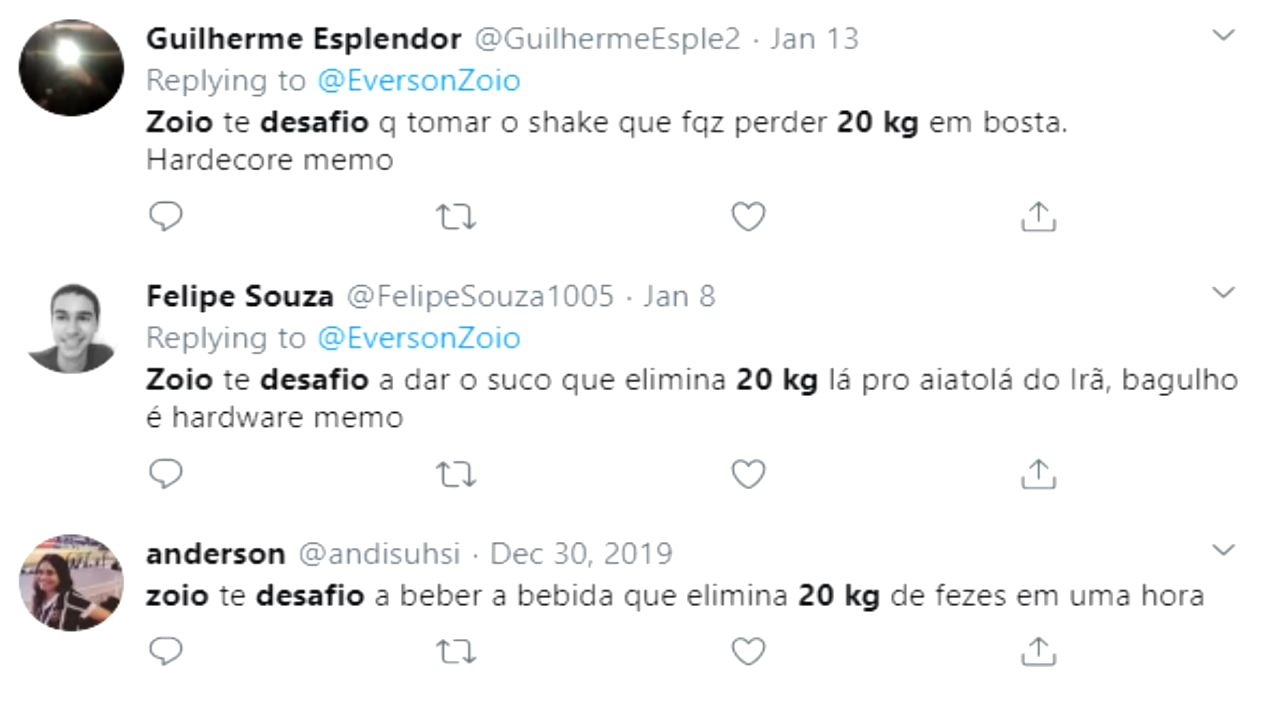 Guilherme Esplendor @GuilhermeEsple2 · Jan 13
Replying to @EversonZoio
Zoio te desafio q tomar o shake que fqz perder 20 kg em bosta.
Hardecore memo
Felipe Souza @FelipeSouza1005 · Jan 8
Replying to @EversonZoio
Zoio te desafio a dar o suco que elimina 20 kg lá pro aiatolá do Irã, bagulho
é hardware memo
anderson @andisuhsi · Dec 30, 2019
zoio te desafio a beber a bebida que elimina 20 kg de fezes em uma hora